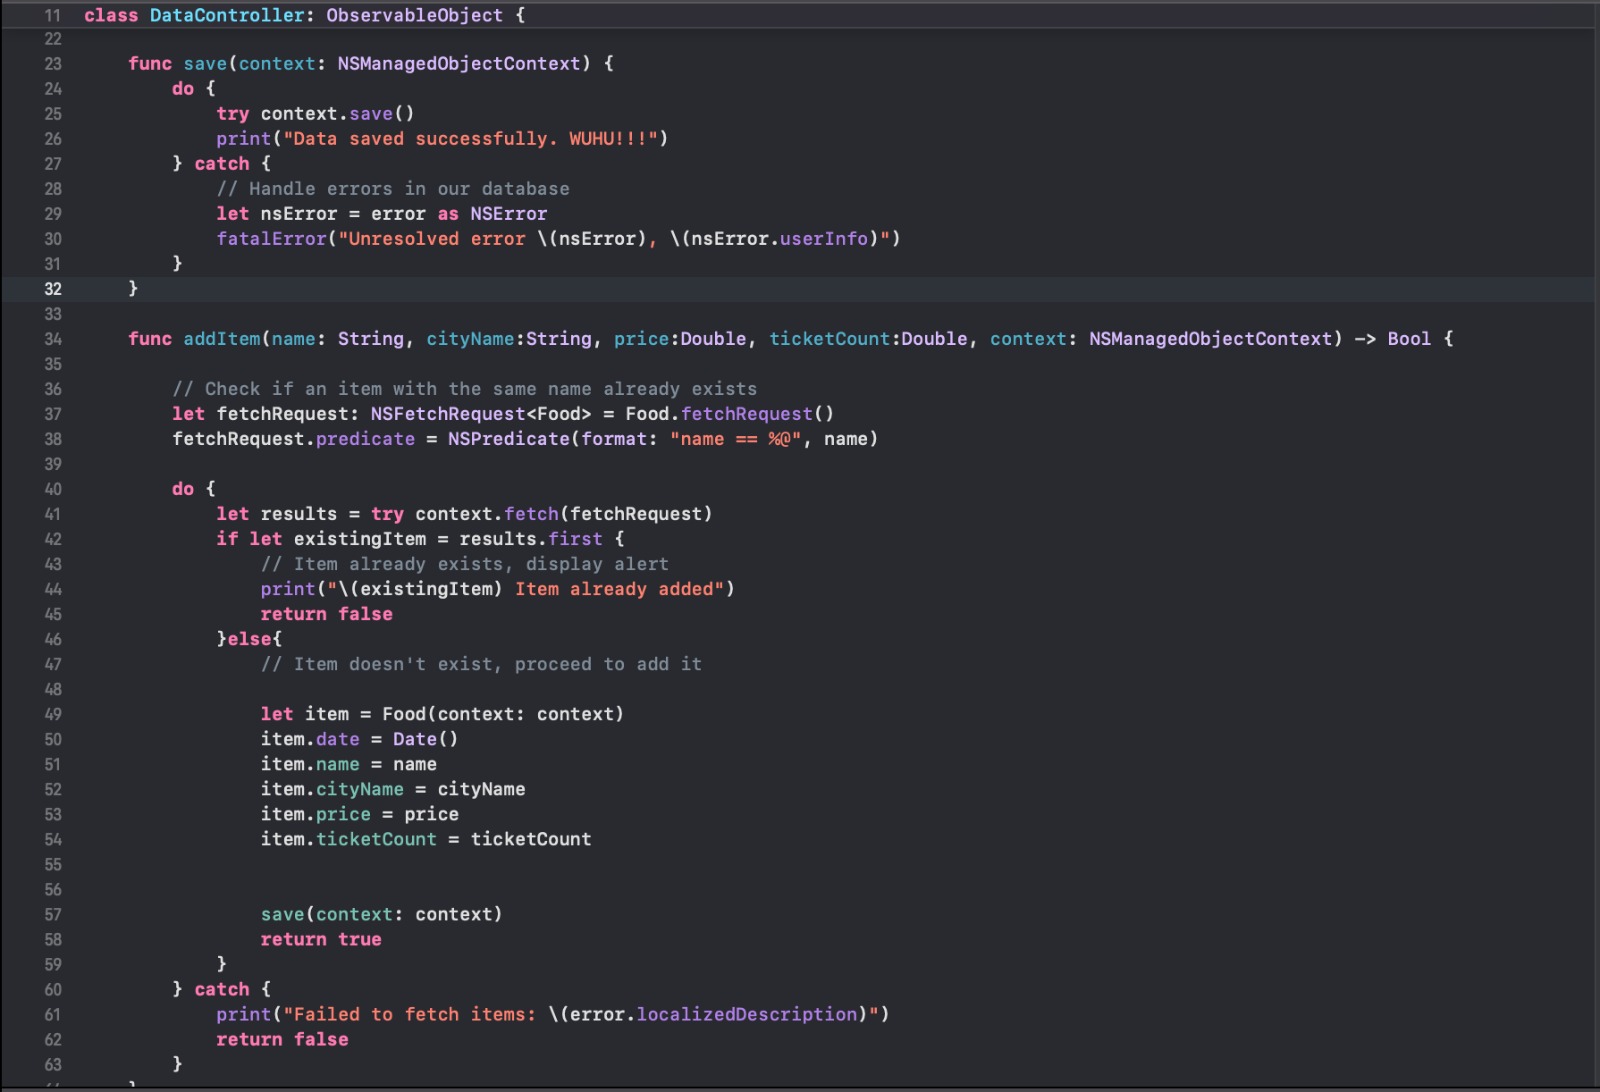 11 class DataController: ObservableObject {
22
23     func save(context: NSManagedObjectContext) {
24         do {
25             try context.save()
26             print("Data saved successfully. WUHU!!!")
27         } catch {
28             // Handle errors in our database
29             let nsError = error as NSError
30             fatalError("Unresolved error \(nsError), \(nsError.userInfo)")
31         }
32     }
33
34     func addItem(name: String, cityName:String, price:Double, ticketCount:Double, context: NSManagedObjectContext) -> Bool {
35
36         // Check if an item with the same name already exists
37         let fetchRequest: NSFetchRequest<Food> = Food.fetchRequest()
38         fetchRequest.predicate = NSPredicate(format: "name == %@", name)
39
40         do {
41             let results = try context.fetch(fetchRequest)
42             if let existingItem = results.first {
43                 // Item already exists, display alert
44                 print("\(existingItem) Item already added")
45                 return false
46             }else{
47                 // Item doesn't exist, proceed to add it
48
49                 let item = Food(context: context)
50                 item.date = Date()
51                 item.name = name
52                 item.cityName = cityName
53                 item.price = price
54                 item.ticketCount = ticketCount
55
56
57                 save(context: context)
58                 return true
59             }
60         } catch {
61             print("Failed to fetch items: \(error.localizedDescription)")
62             return false
63         }